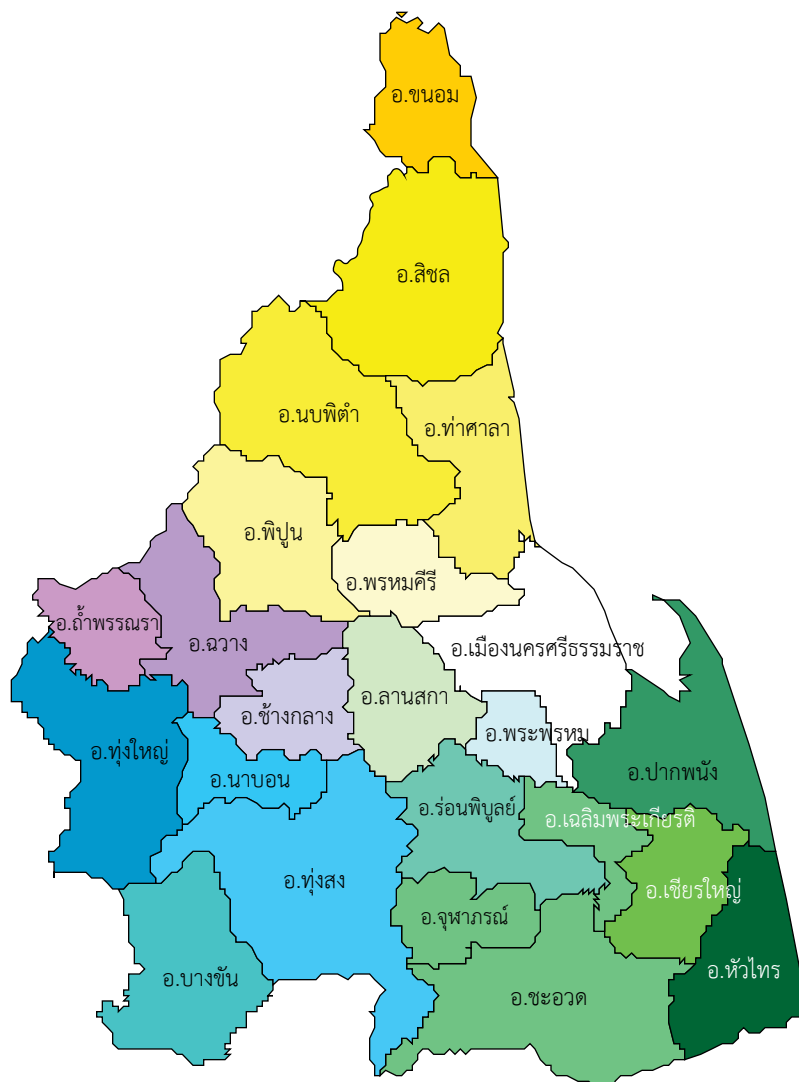 อ.ขนอม
อ.สิชล
อ.นบพิตำ
อ.ท่าศาลา
อ.พิปูน
อ.พรหมคีรี
อ.ถ้ำพรรณรา
อ.ฉวาง
อ.เมืองนครศรีธรรมราช
อ.ลานสกา
อ.ช้างกลาง
อ.พระพรหม
อ.ทุ่งใหญ่
อ.นาบอน
อ.ปากพนัง
อ.ร่อนพิบูลย์
อ.เฉลิมพระเกียรติ
อ.ทุ่งสง
อ.เชียรใหญ่
อ.จุฬาภรณ์
อ.บางขัน
อ.หัวไทร
อ.ชะอวด